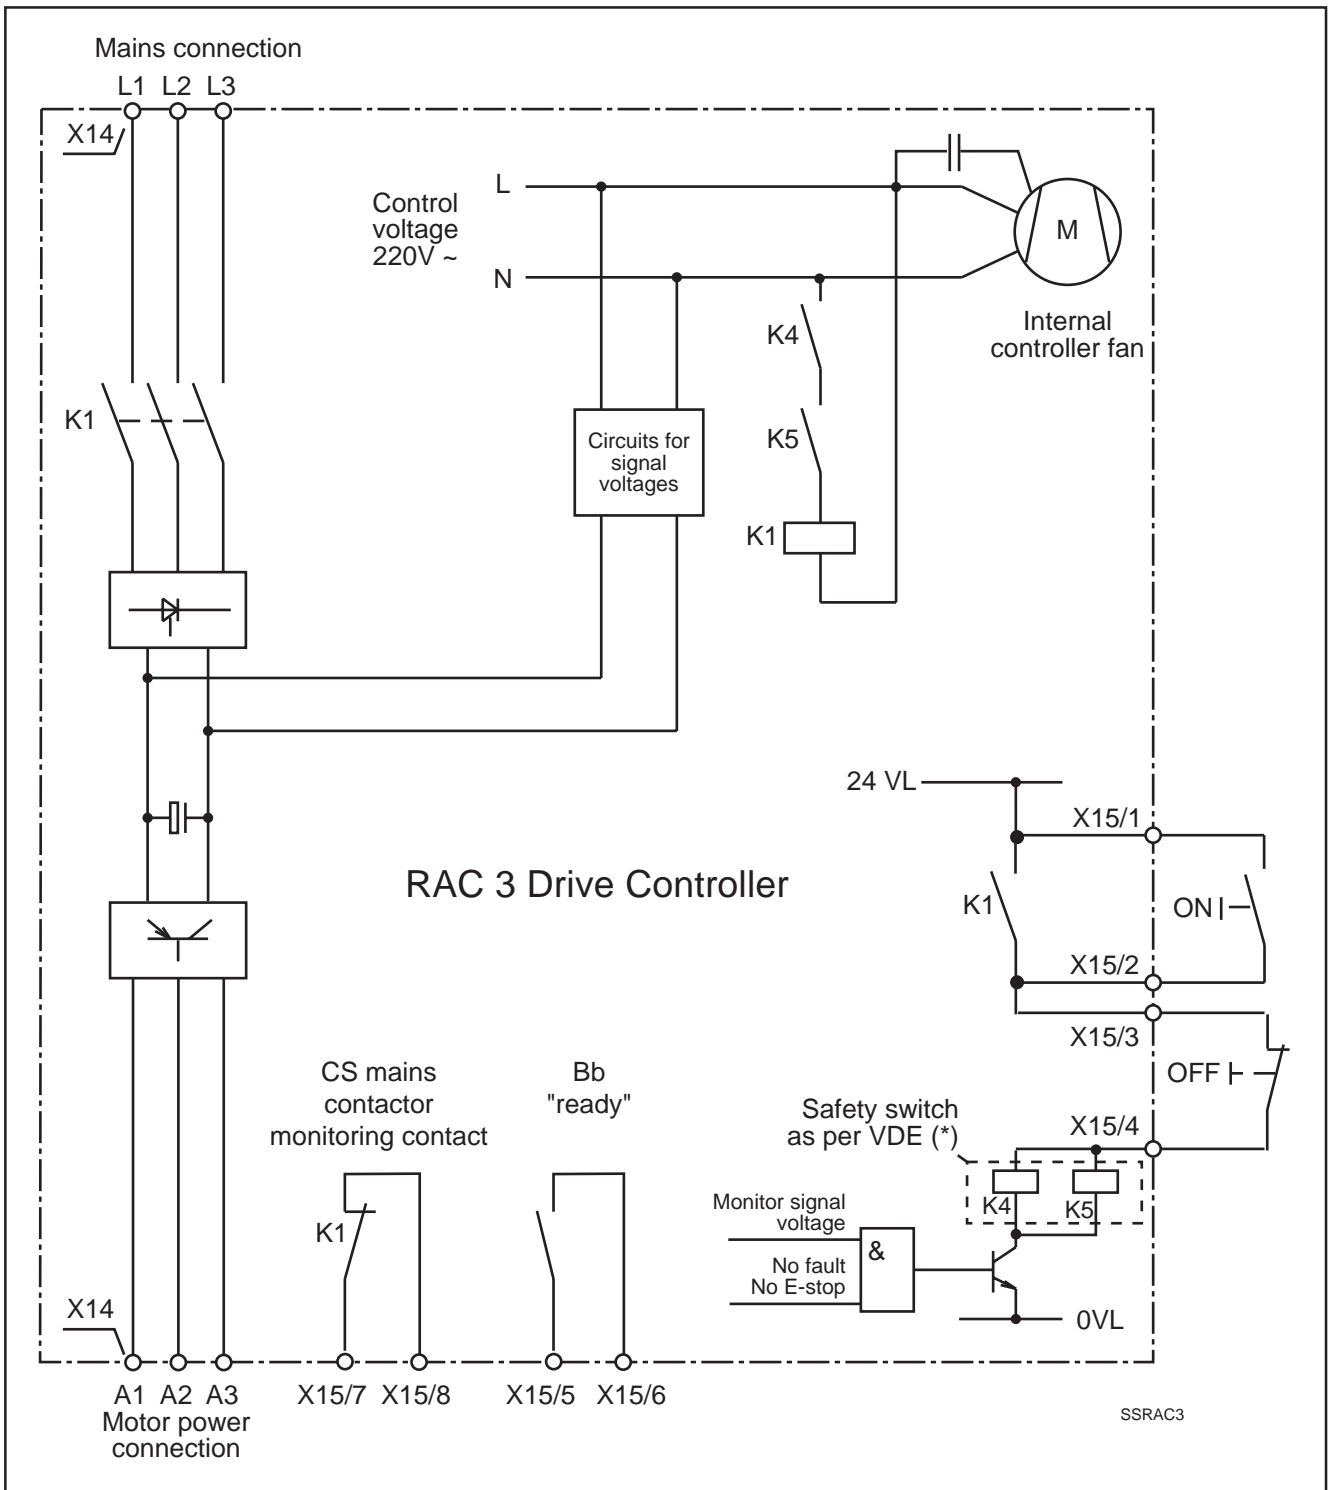 Mains connection
L1 L2 L3
X14
L
Control
voltage
220V ~
N
M
Internal
controller fan
K4
K1
K5
Circuits for
signal
voltages
K1
24 VL
X15/1
RAC 3 Drive Controller
K1
ON
X15/2
X15/3
OFF
CS mains
contactor
monitoring contact
Bb
"ready"
Safety switch
as per VDE (*)
X15/4
K4
K5
K1
Monitor signal
voltage
&
No fault
No E-stop
X14
0VL
A1 A2 A3
X15/7 X15/8
X15/5 X15/6
Motor power
connection
SSRAC3